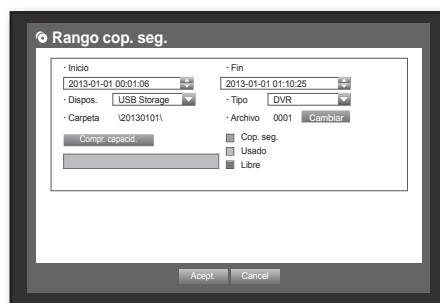 Rango cop. seg.
· Inicio · Fin
2013-01-01 00:01:06 2013-01-01 01:10:25
· Dispos. USB Storage · Tipo DVR
· Carpeta \20130101\ · Archivo 0001 Cambiar
Compr. capacid. Cop. seg.
Usado
Libre
Acept. Cancel